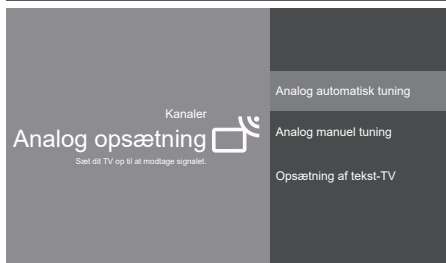 Kanaler
Analog opsætning
Sæt dit TV op til at modtage signalet.
Analog automatisk tuning
Analog manuel tuning
Opsætning af tekst-TV